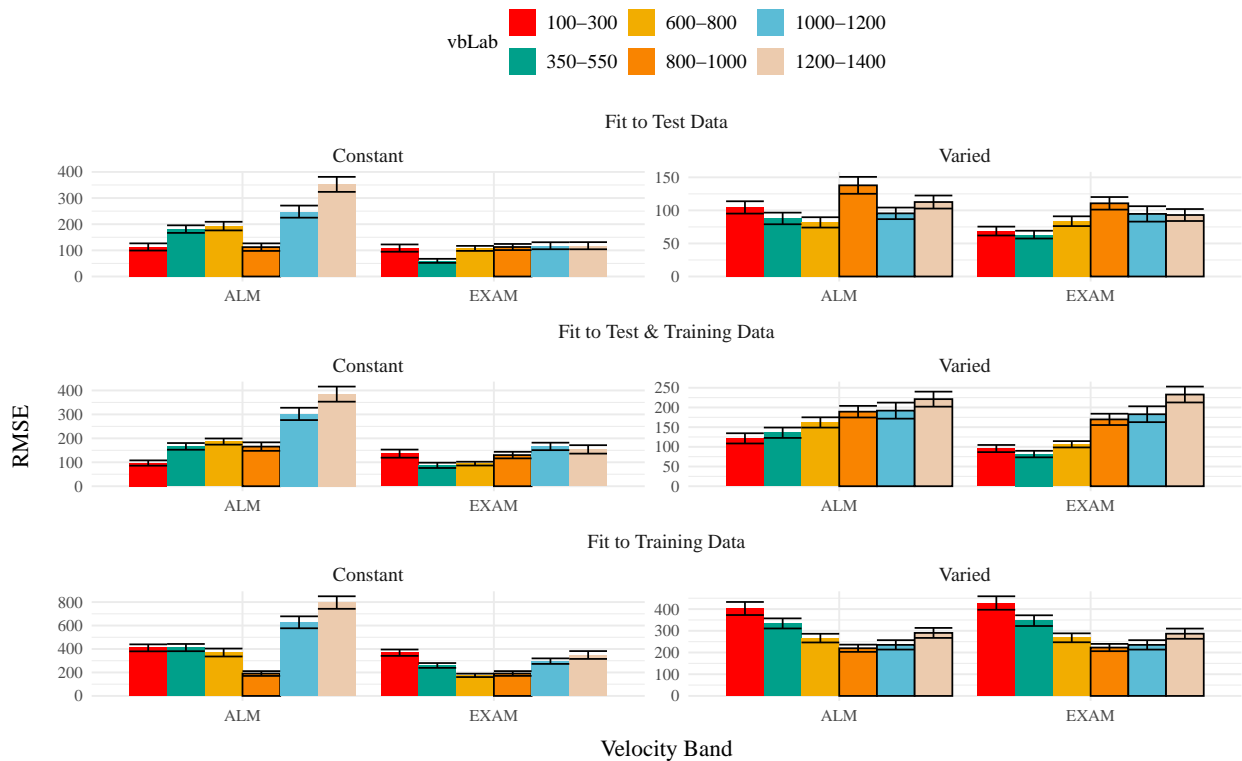 vbLab
100–300 600–800 1000–1200
350–550 800–1000 1200–1400
Fit to Test Data
Constant Varied
400
300
200
100
0
150
100
50
0
ALM EXAM ALM EXAM
Fit to Test & Training Data
Constant Varied
400
300
200
100
0
250
200
150
100
50
0
ALM EXAM ALM EXAM
Fit to Training Data
Constant Varied
800
600
400
200
0
400
300
200
100
0
ALM EXAM ALM EXAM
RMSE
Velocity Band